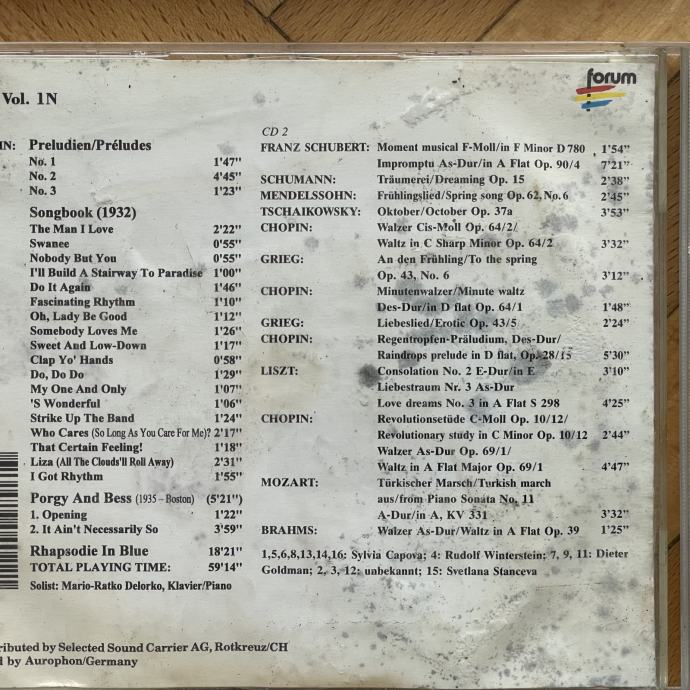 Vol. 1N
forum
IN: Preludien/Préludes
No. 1 1'47"
No. 2 4'45"
No. 3 1'23"
Songbook (1932)
The Man I Love 2'22"
Swanee 0'55"
Nobody But You 0'55"
I'll Build A Stairway To Paradise 1'00"
Do It Again 1'46"
Fascinating Rhythm 1'10"
Oh, Lady Be Good 1'12"
Somebody Loves Me 1'26"
Sweet And Low-Down 1'17"
Clap Yo' Hands 0'58"
Do, Do Do 1'29"
My One And Only 1'07"
'S Wonderful 1'06"
Strike Up The Band 1'24"
Who Cares (So Long As You Care For Me)? 2'17"
That Certain Feeling! 1'18"
Liza (All The Clouds'll Roll Away) 2'31"
I Got Rhythm 1'55"
Porgy And Bess (1935 – Boston) (5'21")
1. Opening 1'22"
2. It Ain't Necessarily So 3'59"
Rhapsodie In Blue 18'21"
TOTAL PLAYING TIME: 59'14"
Solist: Mario-Ratko Delorko, Klavier/Piano
CD 2
FRANZ SCHUBERT: Moment musical F-Moll/in F Minor D 780 1'54"
Impromptu As-Dur/in A Flat Op. 90/4 7'21"
SCHUMANN: Träumerei/Dreaming Op. 15 2'38"
MENDELSSOHN: Frühlingslied/Spring song Op. 62, No. 6 2'45"
TSCHAIKOWSKY: Oktober/October Op. 37a 3'53"
CHOPIN: Walzer Cis-Moll Op. 64/2/
Waltz in C Sharp Minor Op. 64/2 3'32"
GRIEG: An den Frühling/To the spring
Op. 43, No. 6 3'12"
CHOPIN: Minutenwalzer/Minute waltz
Des-Dur/in D flat Op. 64/1 1'48"
GRIEG: Liebeslied/Erotic Op. 43/5 2'24"
CHOPIN: Regentropfen-Präludium, Des-Dur/
Raindrops prelude in D flat, Op. 28/15 5'30"
LISZT: Consolation No. 2 E-Dur/in E 3'10"
Liebestraum Nr. 3 As-Dur
Love dreams No. 3 in A Flat S 298 4'25"
CHOPIN: Revolutionsetüde C-Moll Op. 10/12/
Revolutionary study in C Minor Op. 10/12 2'44"
Walzer As-Dur Op. 69/1/
Waltz in A Flat Major Op. 69/1 4'47"
MOZART: Türkischer Marsch/Turkish march
aus/from Piano Sonata No. 11
A-Dur/in A, KV 331 3'32"
BRAHMS: Walzer As-Dur/Waltz in A Flat Op. 39 1'25"
1,5,6,8,13,14,16: Sylvia Capova; 4: Rudolf Winterstein; 7, 9, 11: Dieter
Goldman; 2, 3, 12: unbekannt; 15: Svetlana Stanceva
tributed by Selected Sound Carrier AG, Rotkreuz/CH
d by Aurophon/Germany